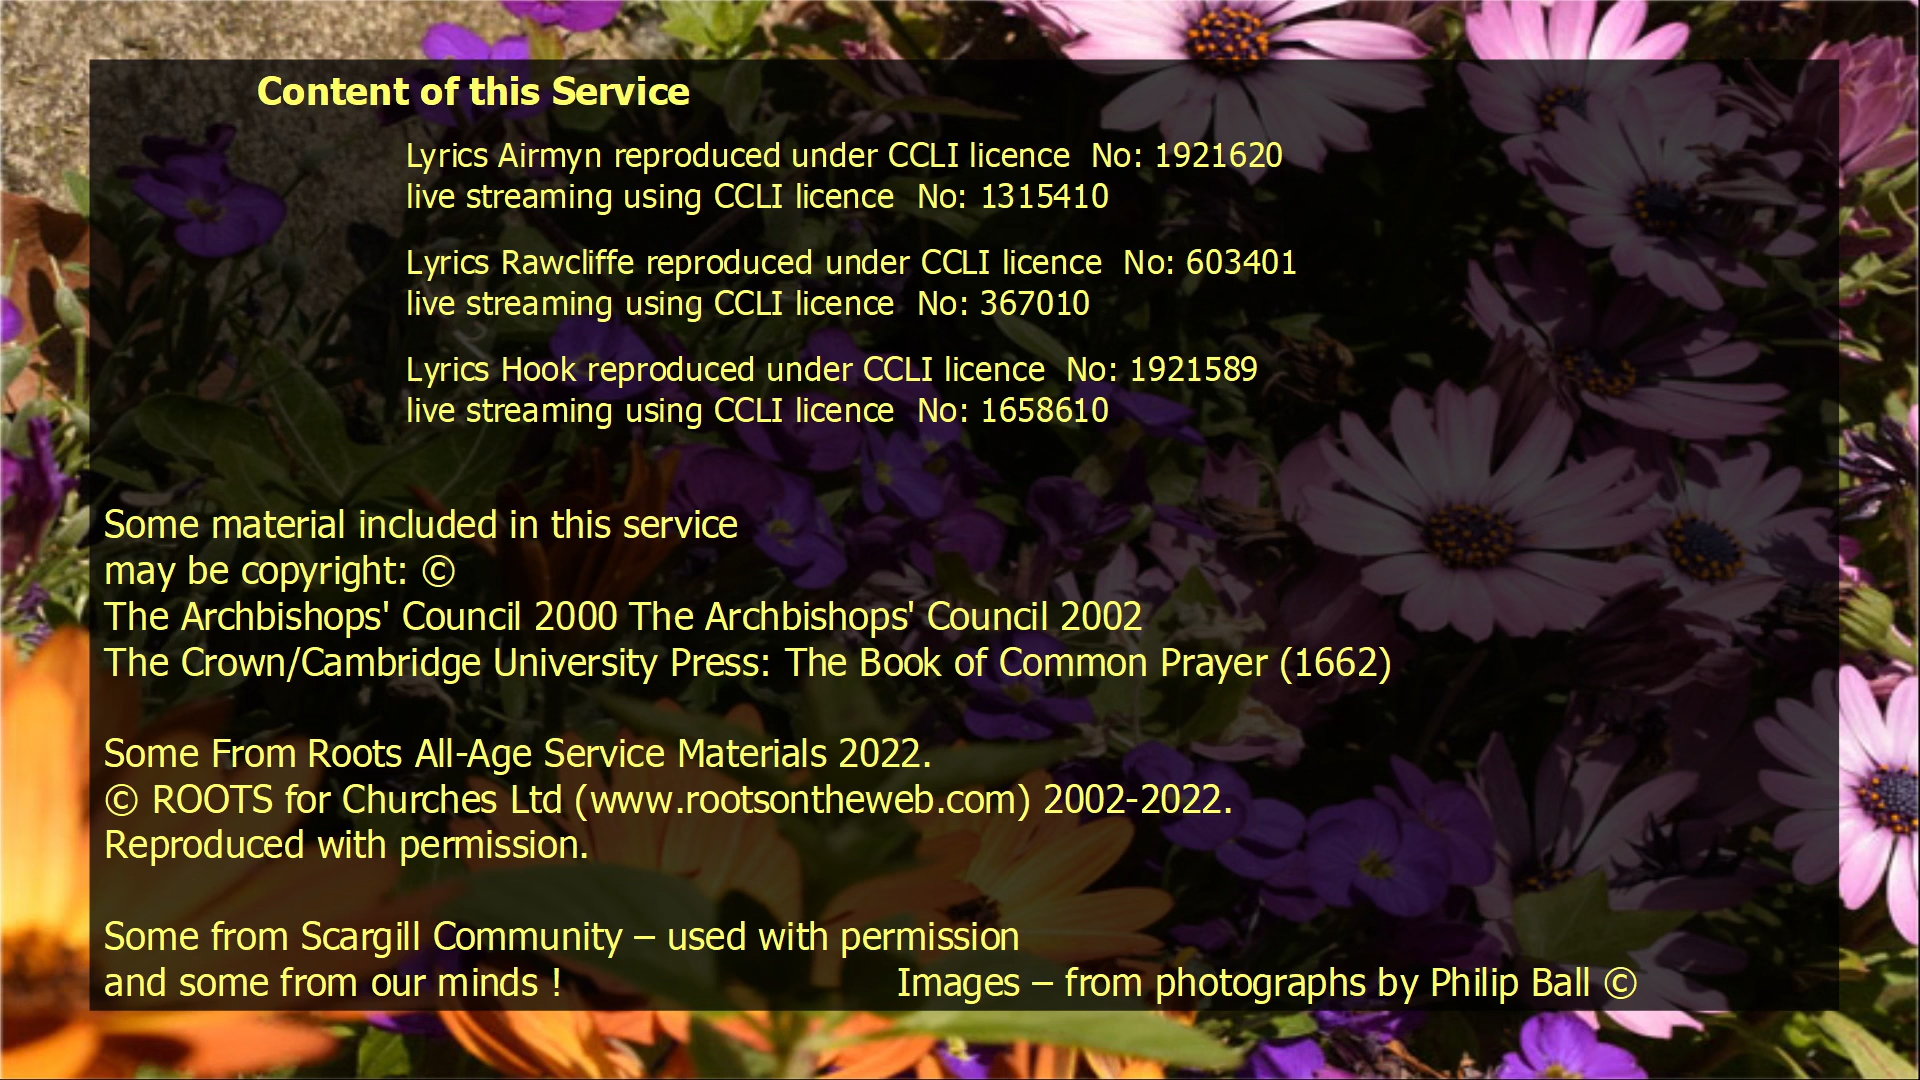 Content of this Service
Lyrics Airmyn reproduced under CCLI licence  No: 1921620
live streaming using CCLI licence  No: 1315410
Lyrics Rawcliffe reproduced under CCLI licence  No: 603401
live streaming using CCLI licence  No: 367010
Lyrics Hook reproduced under CCLI licence  No: 1921589
live streaming using CCLI licence  No: 1658610
Some material included in this service
may be copyright: ©
The Archbishops' Council 2000 The Archbishops' Council 2002
The Crown/Cambridge University Press: The Book of Common Prayer (1662)
Some From Roots All-Age Service Materials 2022.
© ROOTS for Churches Ltd (www.rootsontheweb.com) 2002-2022.
Reproduced with permission.
Some from Scargill Community – used with permission
and some from our minds !
Images – from photographs by Philip Ball ©